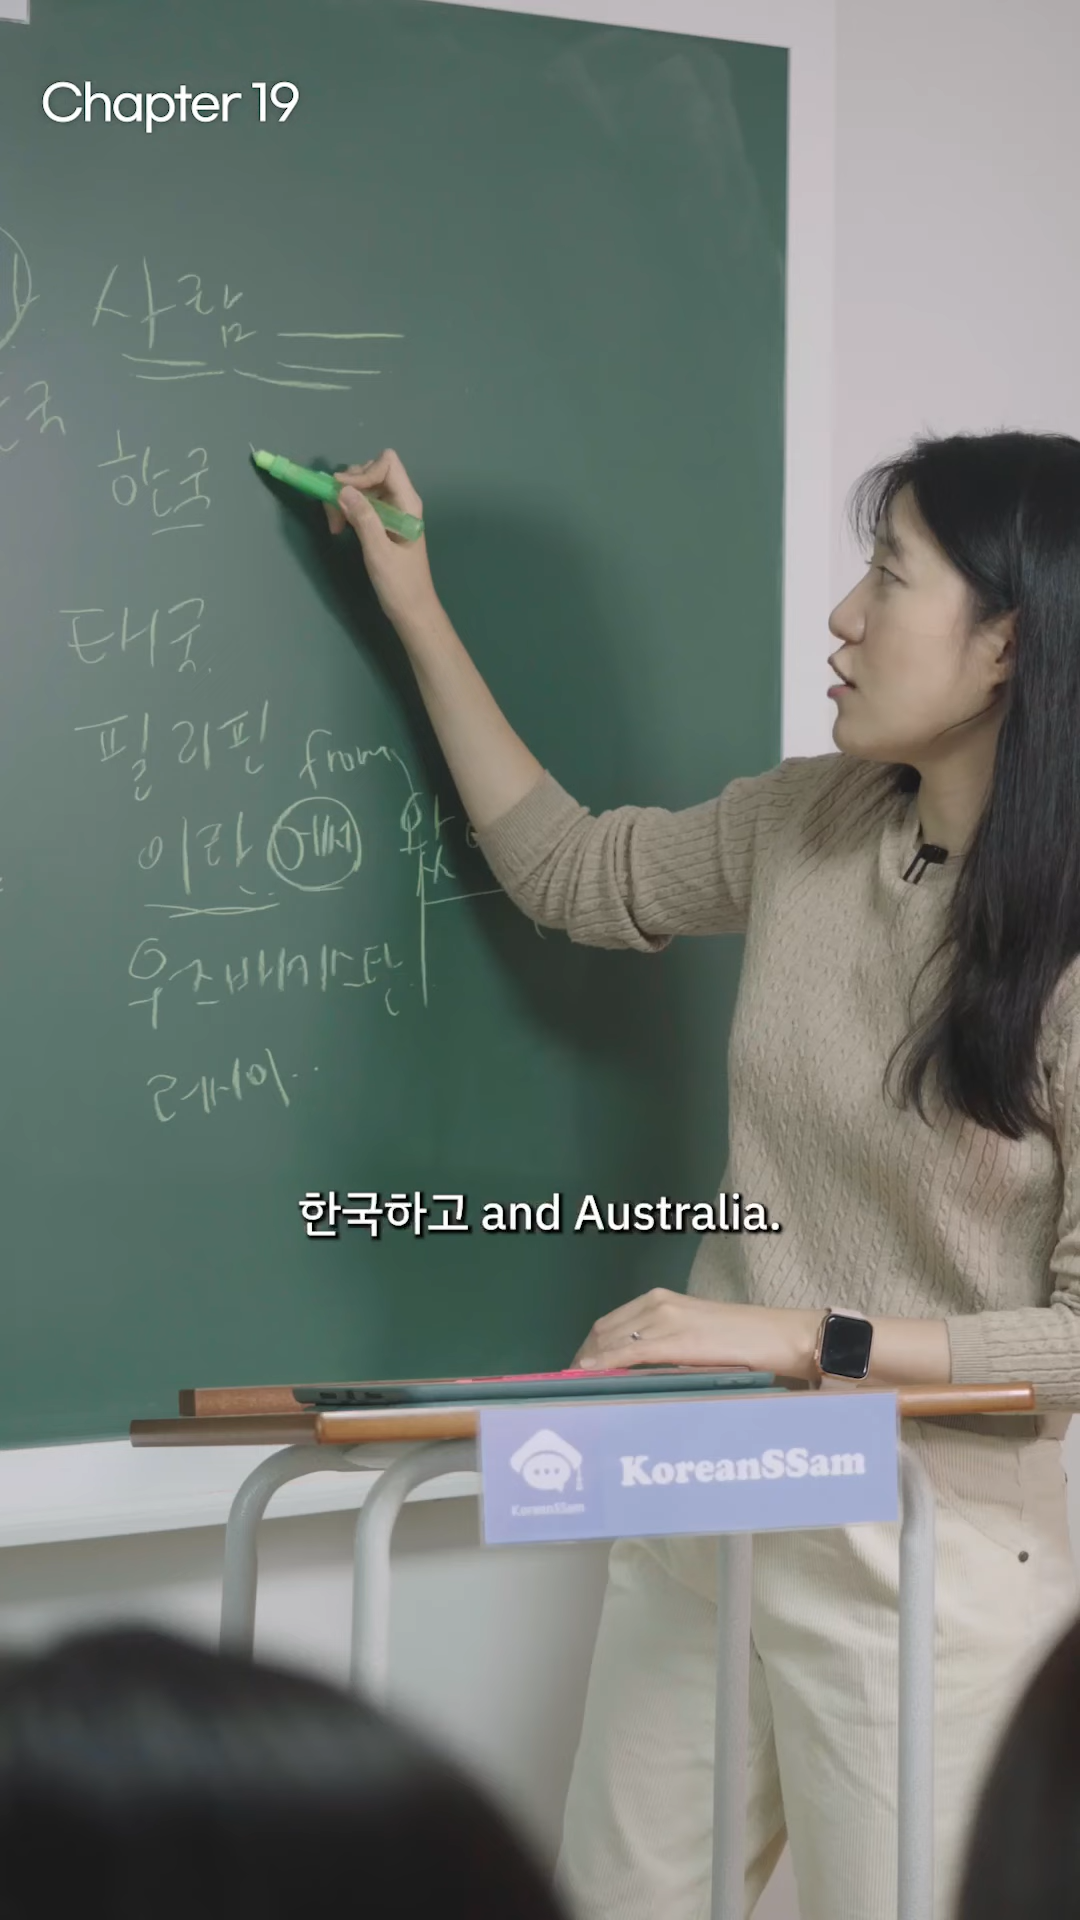 Chapter 19
사람
한국
태국
필리핀 from
이란 에서 왔
우즈배키스탄
레이
한국하고 and Australia.
KoreanSSam
KoreanSSam